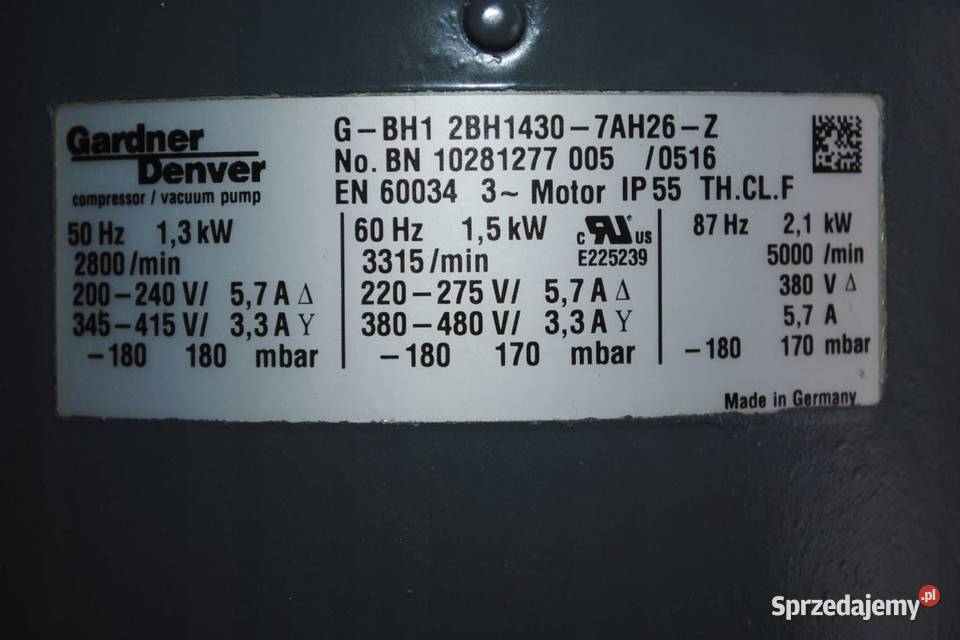 Gardner
Denver
compressor / vacuum pump
G-BH1 2BH1430-7AH26-Z
No. BN 10281277 005 /0516
EN 60034 3~ Motor IP 55 TH.CL.F
50 Hz 1,3 kW
2800/min
200-240 V/ 5,7 A Δ
345-415 V/ 3,3 A Y
-180 180 mbar
60 Hz 1,5 kW
3315/min
220-275 V/ 5,7 A Δ
380-480 V/ 3,3 A Y
-180 170 mbar
c RU us
E225239
87 Hz 2,1 kW
5000 /min
380 V Δ
5,7 A
-180 170 mbar
Made in Germany
Sprzedajemy.pl